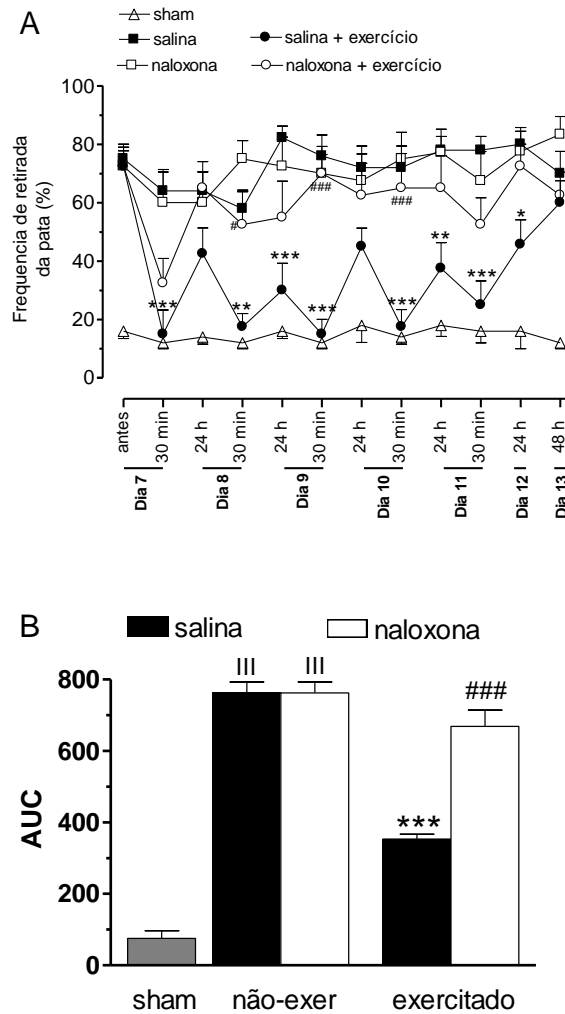 A
sham
salina
salina + exercício
naloxona
naloxona + exercício
Frequencia de retirada
da pata (%)
100
80
60
40
20
0
#
###
###
***
**
***
***
***
**
***
*
antes
30 min
24 h
30 min
24 h
30 min
24 h
30 min
24 h
30 min
24 h
48 h
Dia 7
Dia 8
Dia 9
Dia 10
Dia 11
Dia 12
Dia 13
B
salina
naloxona
AUC
800
600
400
200
0
III
III
***
###
sham
não-exer
exercitado